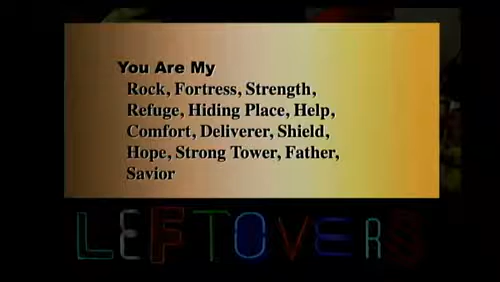 You Are My
Rock, Fortress, Strength,
Refuge, Hiding Place, Help,
Comfort, Deliverer, Shield,
Hope, Strong Tower, Father,
Savior
LEFTOVERS